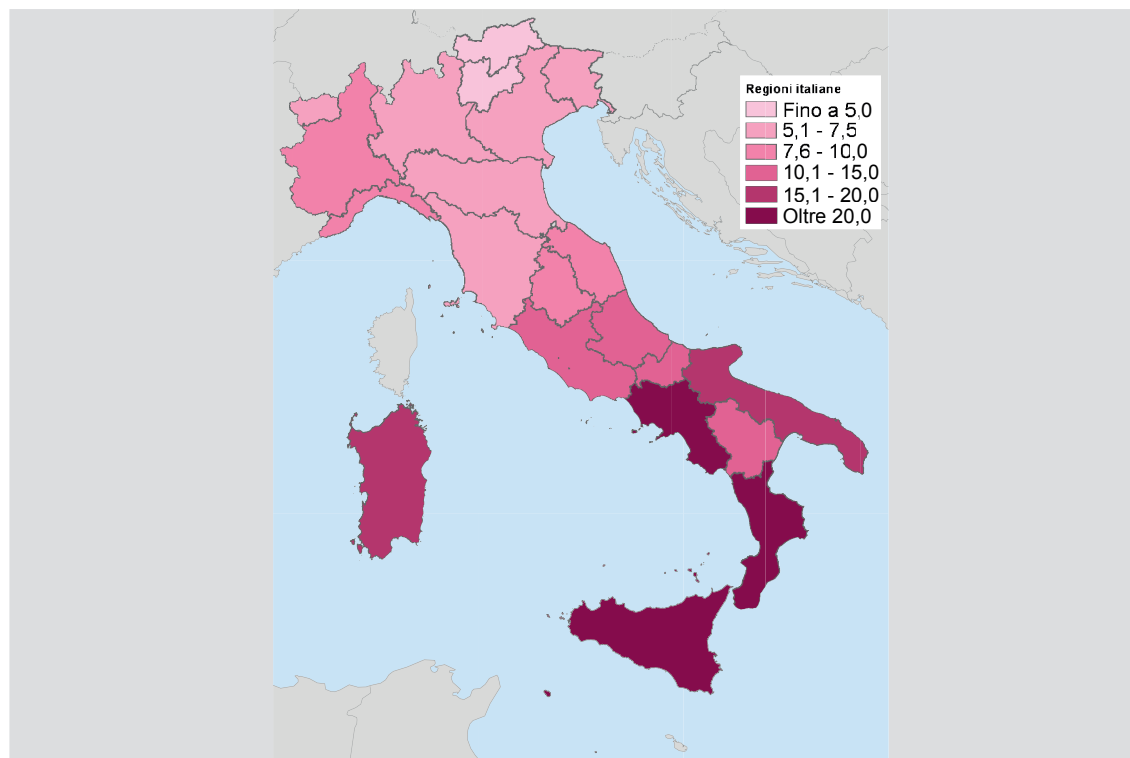 Regioni italiane
Fino a 5,0
5,1 - 7,5
7,6 - 10,0
10,1 - 15,0
15,1 - 20,0
Oltre 20,0